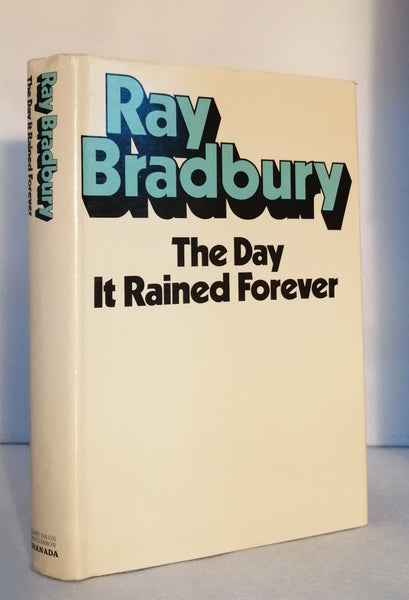 Ray
Bradbury
The Day
It Rained Forever
Ray Bradbury
The Day It Rained Forever
GRANADA